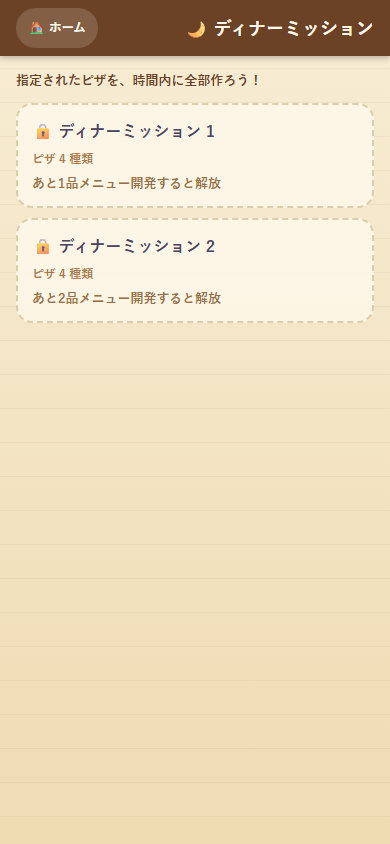 ホーム
ディナーミッション
指定されたピザを、時間内に全部作ろう！
ディナーミッション 1
ピザ 4 種類
あと1品メニュー開発すると解放
ディナーミッション 2
ピザ 4 種類
あと2品メニュー開発すると解放